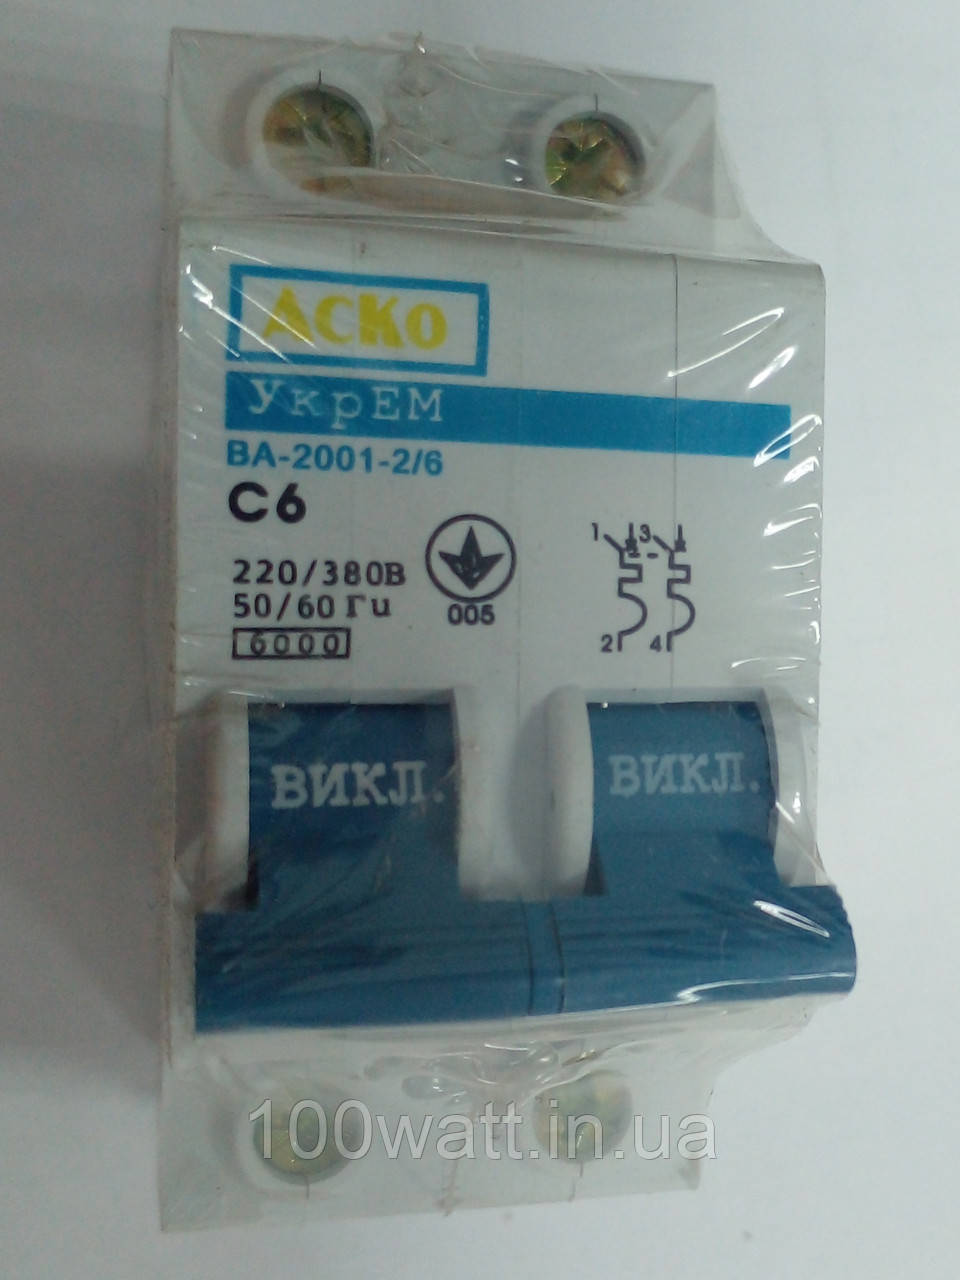 АСКО
УкрЕМ
ВА-2001-2/6
С6
220/380В
50/60 Гц
6000
005
1 3
2 4
ВИКЛ. ВИКЛ.
100watt.in.ua